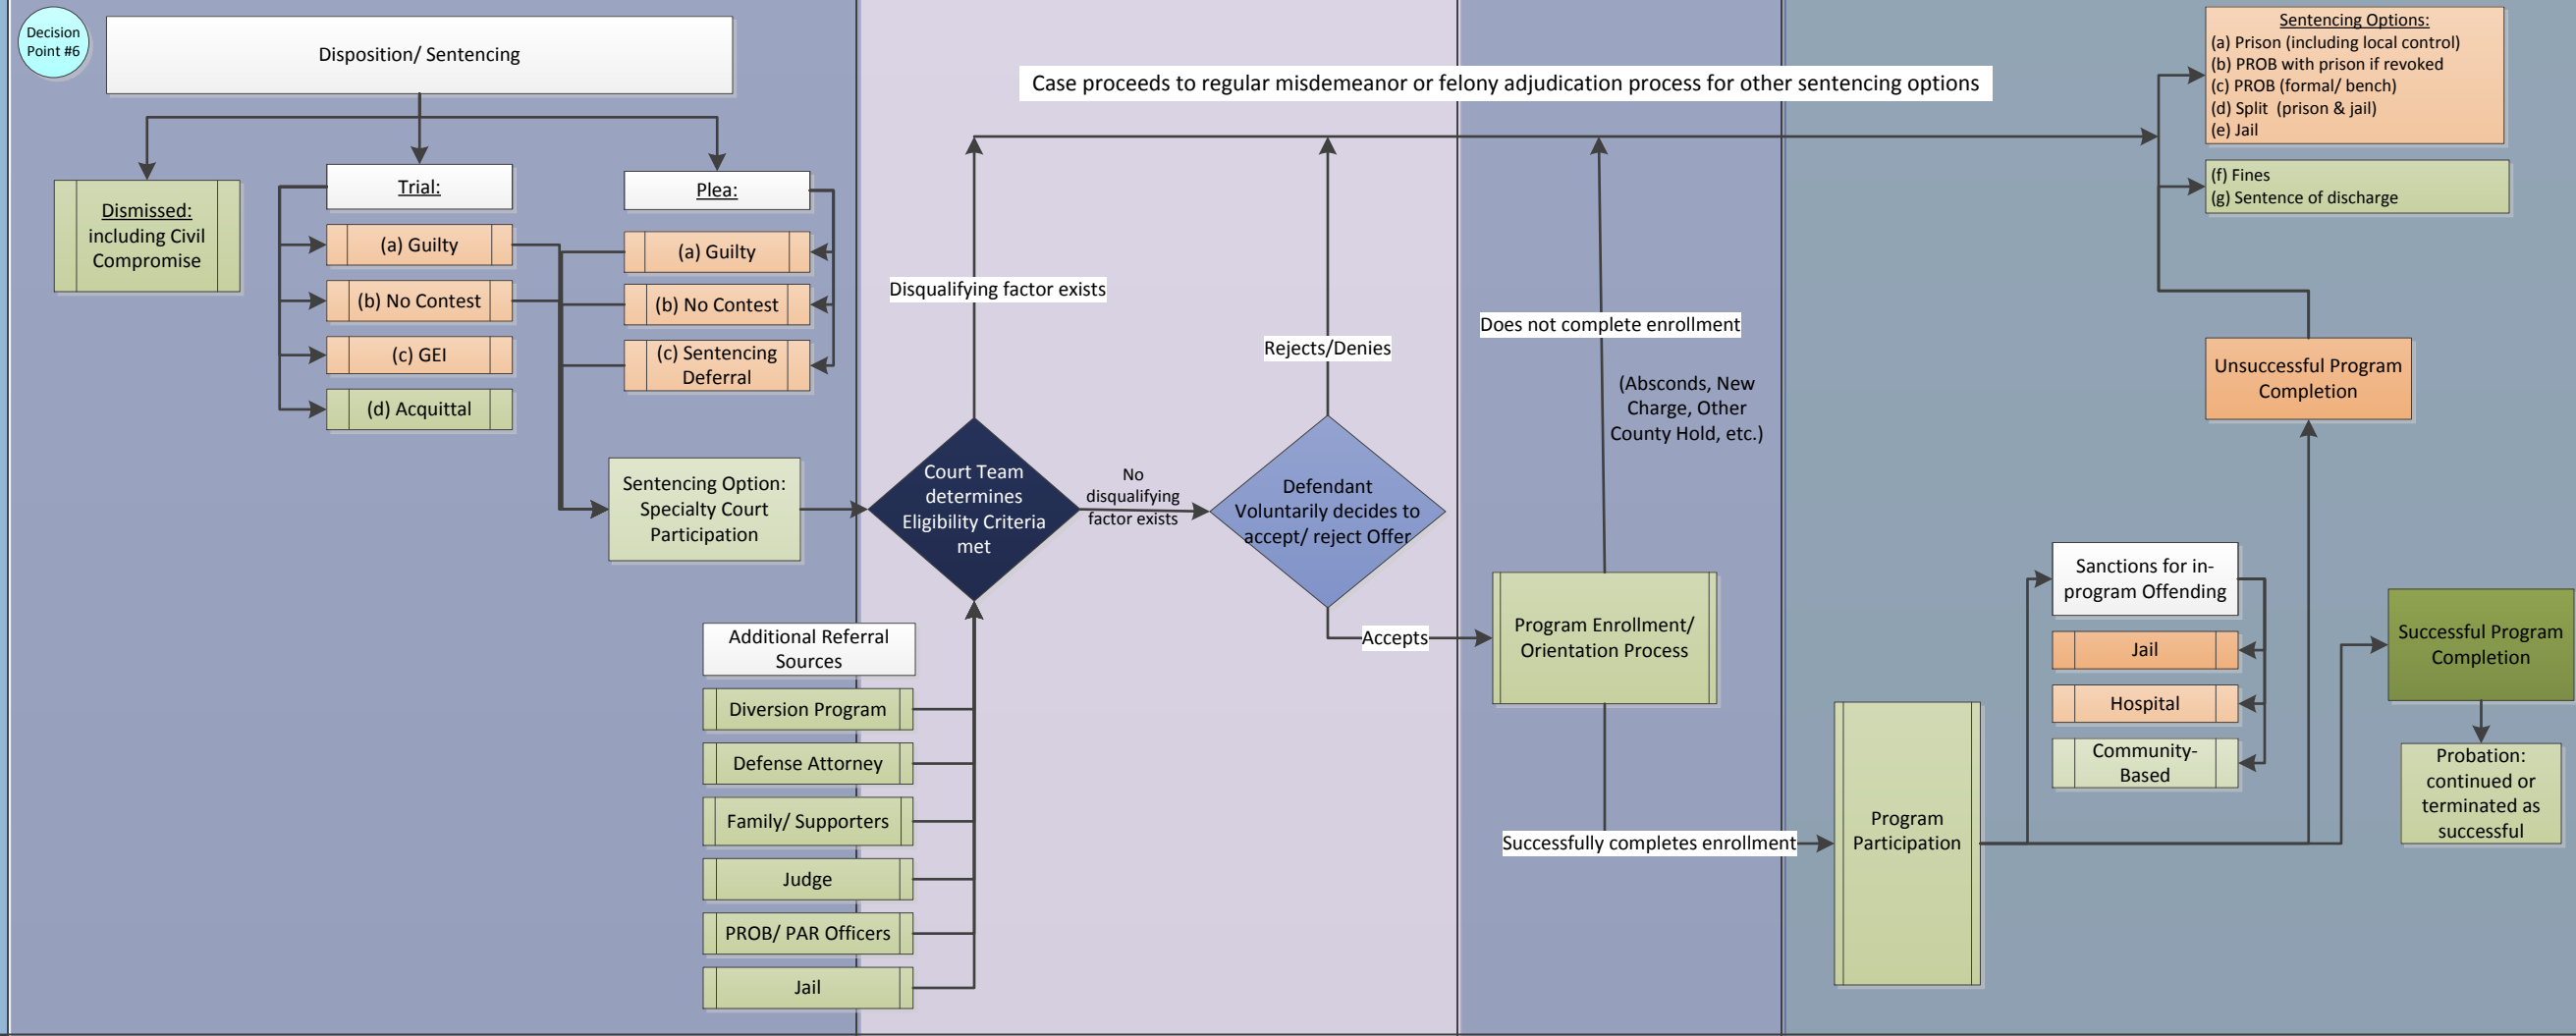 Decision
Point #6
Disposition/ Sentencing
Dismissed:
including Civil
Compromise
Trial:
(a) Guilty
(b) No Contest
(c) GEI
(d) Acquittal
Plea:
(a) Guilty
(b) No Contest
(c) Sentencing
Deferral
Sentencing Option:
Specialty Court
Participation
Additional Referral
Sources
Diversion Program
Defense Attorney
Family/ Supporters
Judge
PROB/ PAR Officers
Jail
Case proceeds to regular misdemeanor or felony adjudication process for other sentencing options
Disqualifying factor exists
Court Team
determines
Eligibility Criteria
met
No
disqualifying
factor exists
Rejects/Denies
Defendant
Voluntarily decides to
accept/ reject Offer
Accepts
Does not complete enrollment
(Absconds, New
Charge, Other
County Hold, etc.)
Program Enrollment/
Orientation Process
Successfully completes enrollment
Program
Participation
Sentencing Options:
(a) Prison (including local control)
(b) PROB with prison if revoked
(c) PROB (formal/ bench)
(d) Split (prison & jail)
(e) Jail
(f) Fines
(g) Sentence of discharge
Unsuccessful Program
Completion
Sanctions for in-
program Offending
Jail
Hospital
Community-
Based
Successful Program
Completion
Probation:
continued or
terminated as
successful